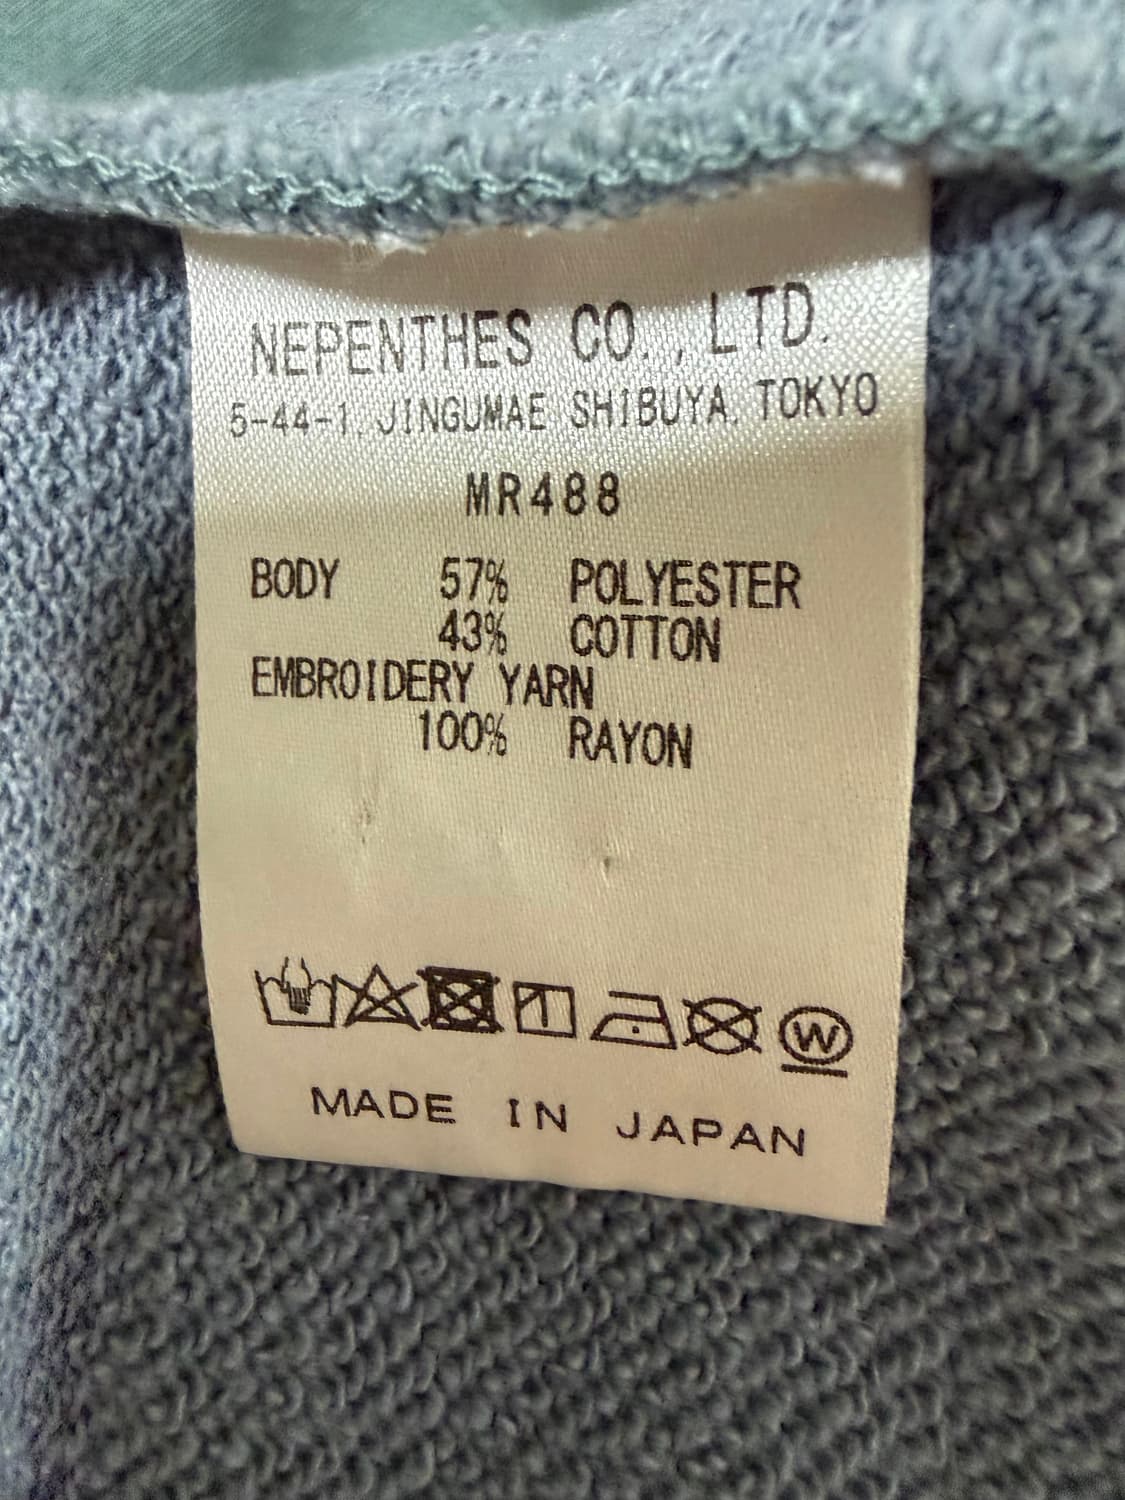 NEPENTHES CO., LTD.
5-44-1, JINGUMAE SHIBUYA, TOKYO
MR488
BODY 57% POLYESTER
43% COTTON
EMBROIDERY YARN
100% RAYON
W
MADE IN JAPAN